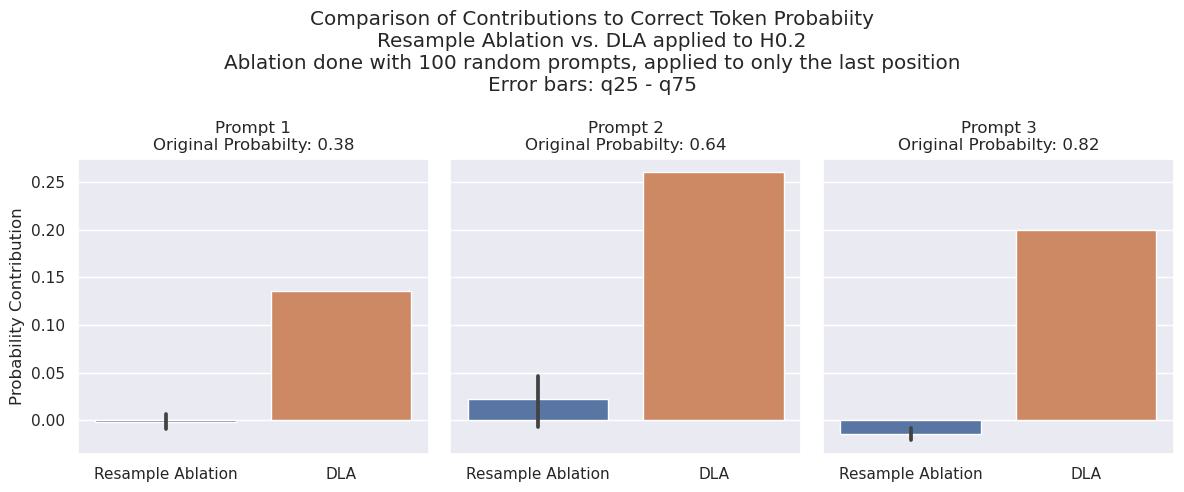 Comparison of Contributions to Correct Token Probabiity
Resample Ablation vs. DLA applied to H0.2
Ablation done with 100 random prompts, applied to only the last position
Error bars: q25 - q75
Prompt 1
Original Probabilty: 0.38
Prompt 2
Original Probabilty: 0.64
Prompt 3
Original Probabilty: 0.82
Probability Contribution
0.25
0.20
0.15
0.10
0.05
0.00
Resample Ablation DLA
Resample Ablation DLA
Resample Ablation DLA